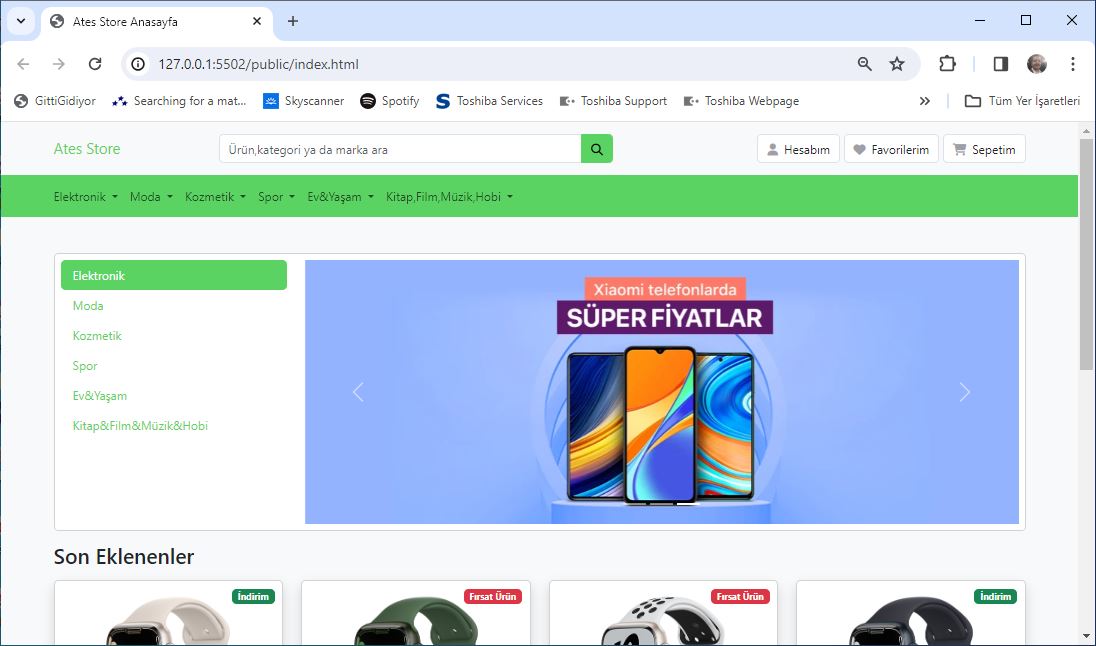 Ates Store Anasayfa
127.0.0.1:5502/public/index.html
GittiGidiyor Searching for a mat... Skyscanner Spotify Toshiba Services Toshiba Support Toshiba Webpage Tüm Yer İşaretleri
Ates Store Ürün,kategori ya da marka ara Hesabım Favorilerim Sepetim
Elektronik Moda Kozmetik Spor Ev&Yaşam Kitap,Film,Müzik,Hobi
Elektronik
Moda
Kozmetik
Spor
Ev&Yaşam
Kitap&Film&Müzik&Hobi
Xiaomi telefonlarda
SÜPER FİYATLAR
Son Eklenenler
İndirim Fırsat Ürün Fırsat Ürün İndirim